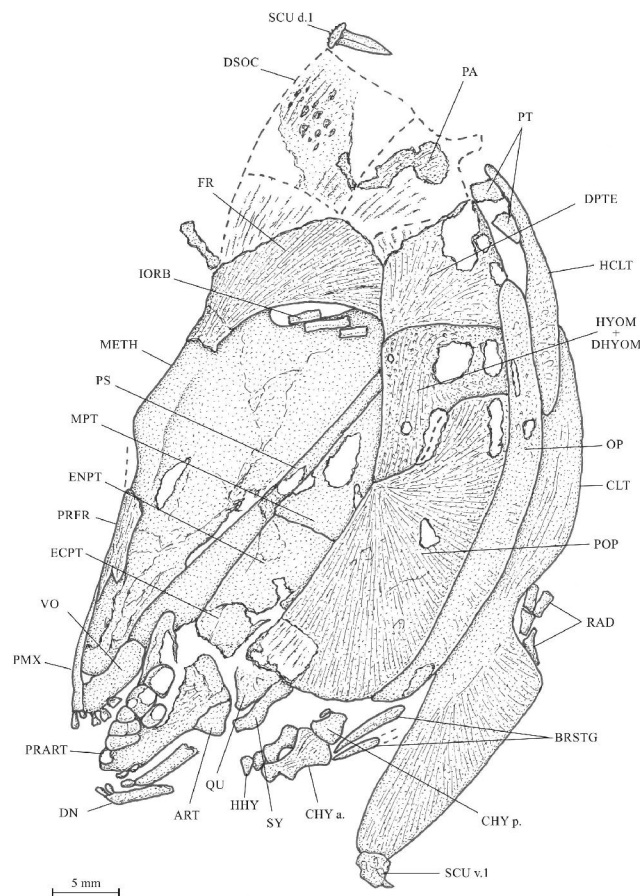 SCU d.1
DSOC
PA
PT
FR
DPTE
IORB
HCLT
METH
HYOM
+
DHYOM
PS
MPT
OP
ENPT
CLT
PRFR
POP
ECPT
VO
RAD
PMX
PRART
BRSTG
DN
ART
QU
HHY
SY
CHY a.
CHY p.
SCU v.1
5 mm